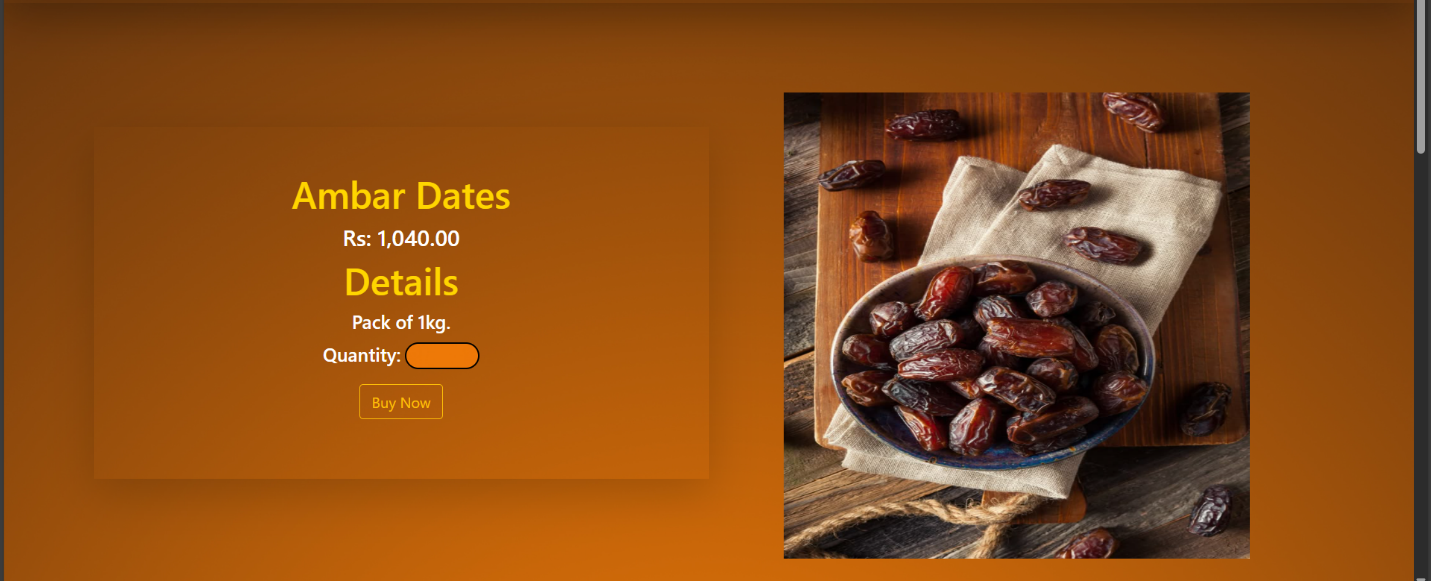 Ambar Dates
Rs: 1,040.00
Details
Pack of 1kg.
Quantity:
Buy Now